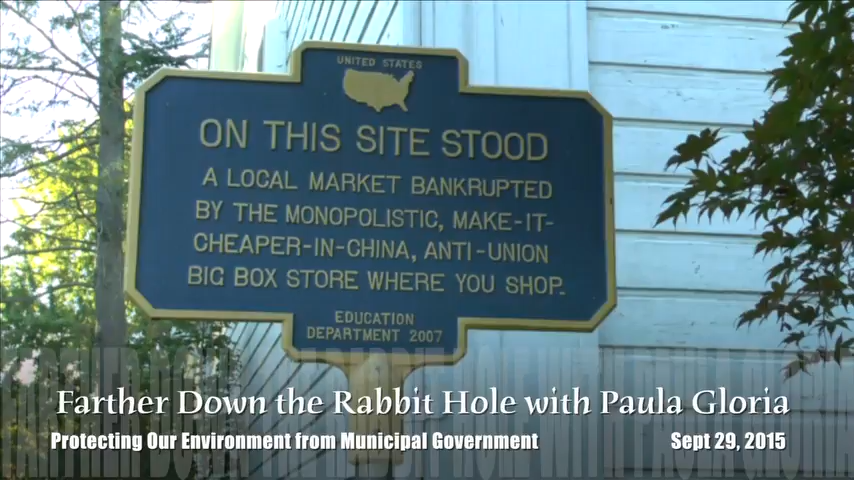 UNITED STATES
ON THIS SITE STOOD
A LOCAL MARKET BANKRUPTED
BY THE MONOPOLISTIC, MAKE-IT-
CHEAPER-IN-CHINA, ANTI-UNION
BIG BOX STORE WHERE YOU SHOP.
EDUCATION
DEPARTMENT 2007
Farther Down the Rabbit Hole with Paula Gloria
Protecting Our Environment from Municipal Government Sept 29, 2015